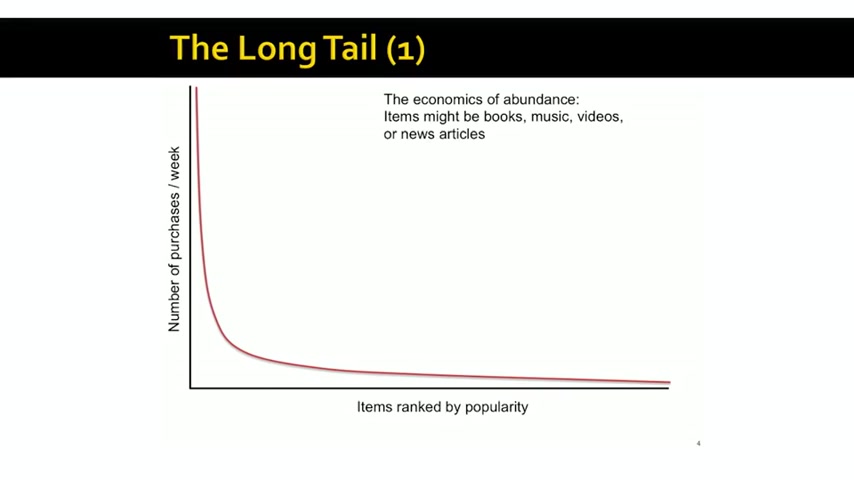 The Long Tail (1)
The economics of abundance:
Items might be books, music, videos,
or news articles
Number of purchases / week
Items ranked by popularity
4